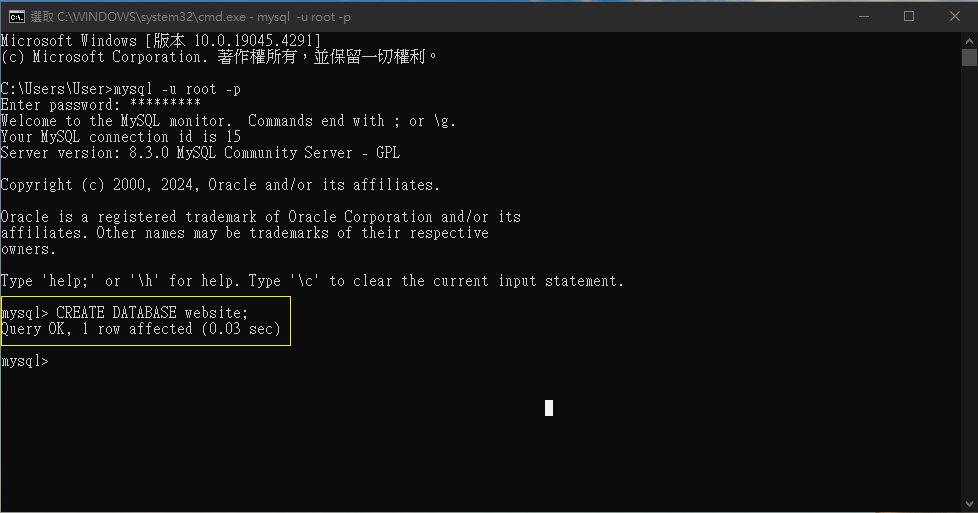 選取 C:\WINDOWS\system32\cmd.exe - mysql  -u root -p
Microsoft Windows [版本 10.0.19045.4291]
(c) Microsoft Corporation. 著作權所有，並保留一切權利。
C:\Users\User>mysql -u root -p
Enter password: *********
Welcome to the MySQL monitor.  Commands end with ; or \g.
Your MySQL connection id is 15
Server version: 8.3.0 MySQL Community Server - GPL
Copyright (c) 2000, 2024, Oracle and/or its affiliates.
Oracle is a registered trademark of Oracle Corporation and/or its
affiliates. Other names may be trademarks of their respective
owners.
Type 'help;' or '\h' for help. Type '\c' to clear the current input statement.
mysql> CREATE DATABASE website;
Query OK, 1 row affected (0.03 sec)
mysql>